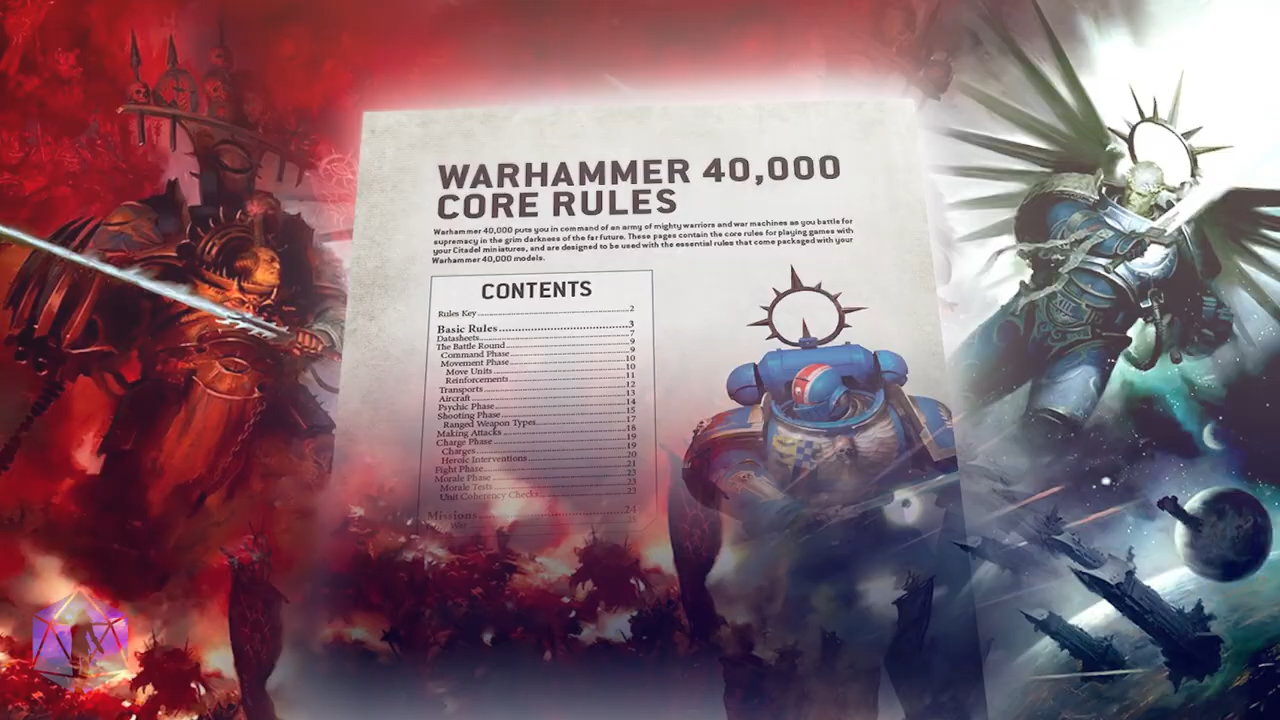 WARHAMMER 40,000
CORE RULES
Warhammer 40,000 puts you in command of an army of mighty warriors and war machines as you battle for
supremacy in the grim darkness of the far future. These pages contain the core rules for playing games with
your Citadel miniatures, and are designed to be used with the essential rules that come packaged with your
Warhammer 40,000 models.
CONTENTS
Rules Key 2
Basic Rules 3
Datasheets 7
The Battle Round 9
Command Phase 9
Movement Phase 10
Move Units 10
Reinforcements 11
Transports 12
Aircraft 13
Psychic Phase 14
Shooting Phase 15
Ranged Weapon Types 17
Making Attacks 18
Charge Phase 19
Charges 19
Heroic Interventions 20
Fight Phase 21
Morale Phase 23
Morale Tests 23
Unit Coherency Checks 23
Missions 24
War